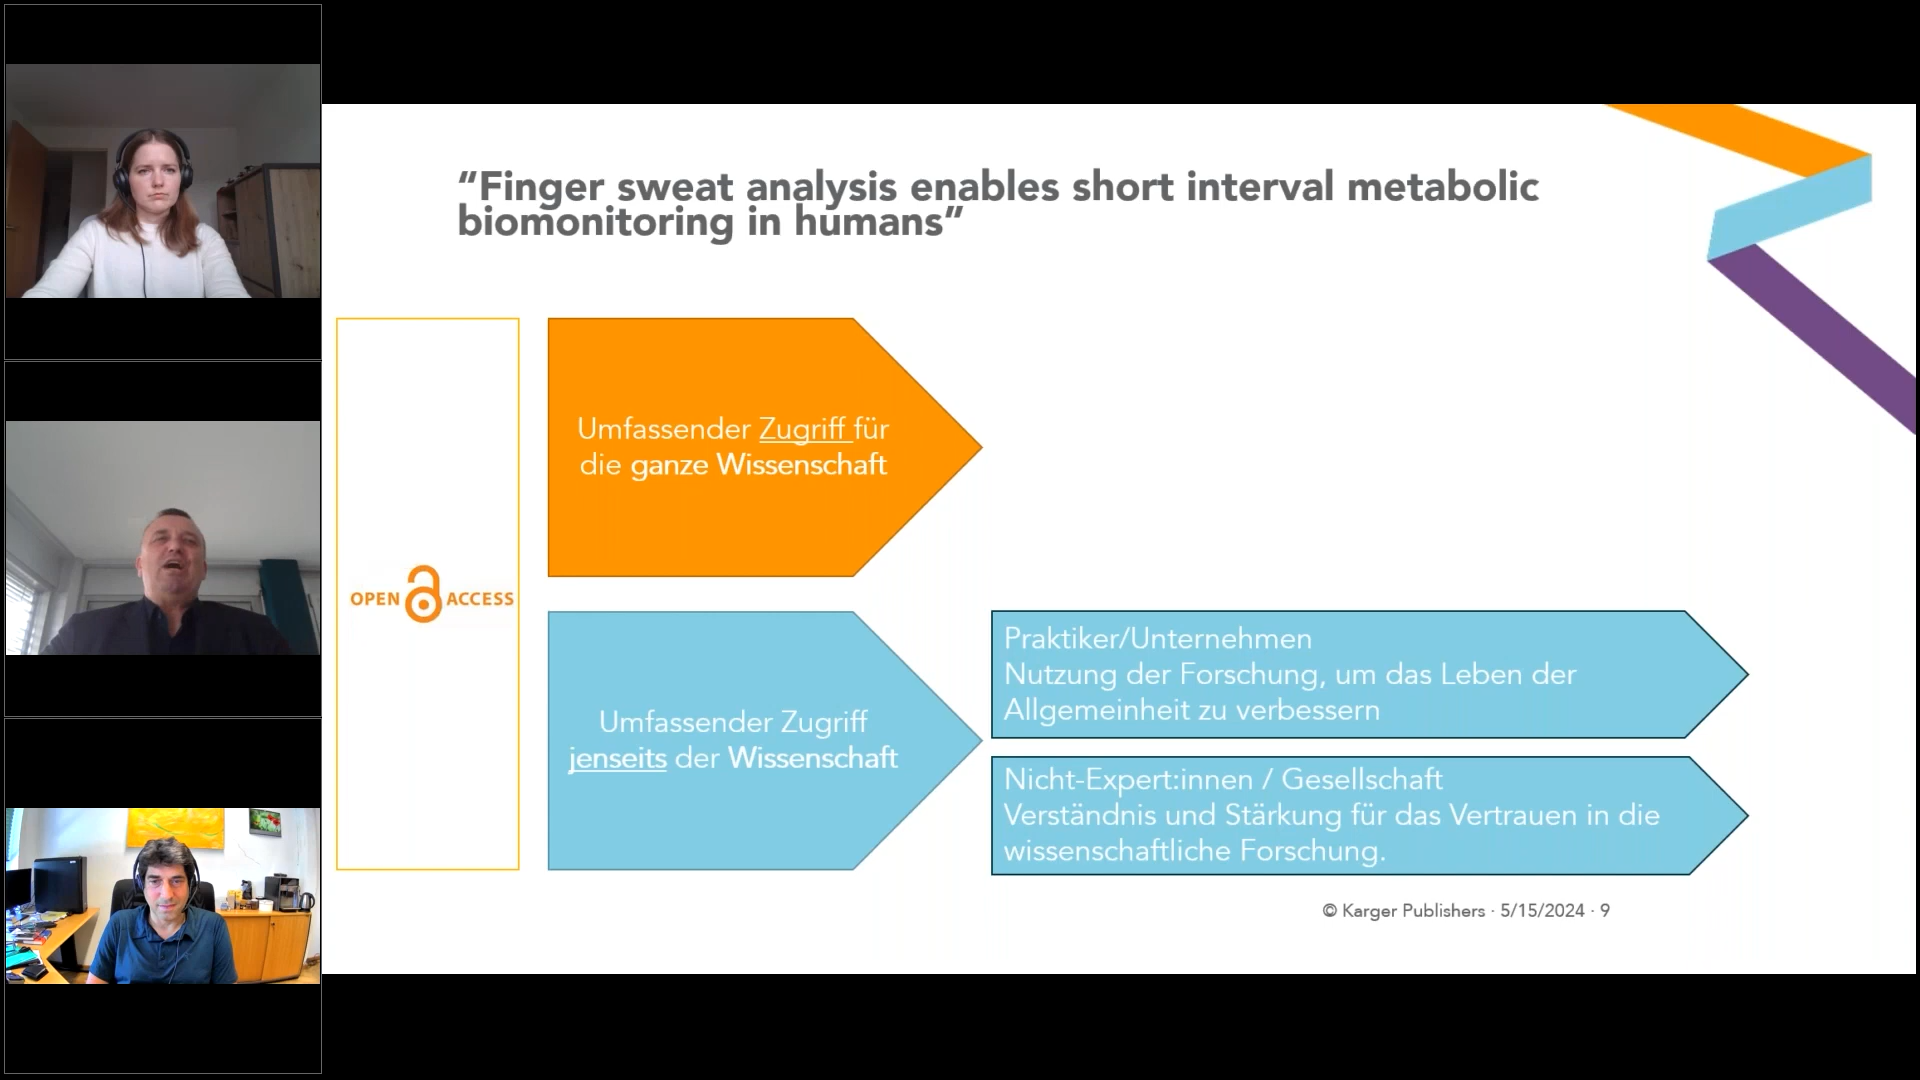 “Finger sweat analysis enables short interval metabolic
biomonitoring in humans”
Umfassender Zugriff für
die ganze Wissenschaft
OPEN ACCESS
Umfassender Zugriff
jenseits der Wissenschaft
Praktiker/Unternehmen
Nutzung der Forschung, um das Leben der
Allgemeinheit zu verbessern
Nicht-Expert:innen / Gesellschaft
Verständnis und Stärkung für das Vertrauen in die
wissenschaftliche Forschung.
© Karger Publishers · 5/15/2024 · 9